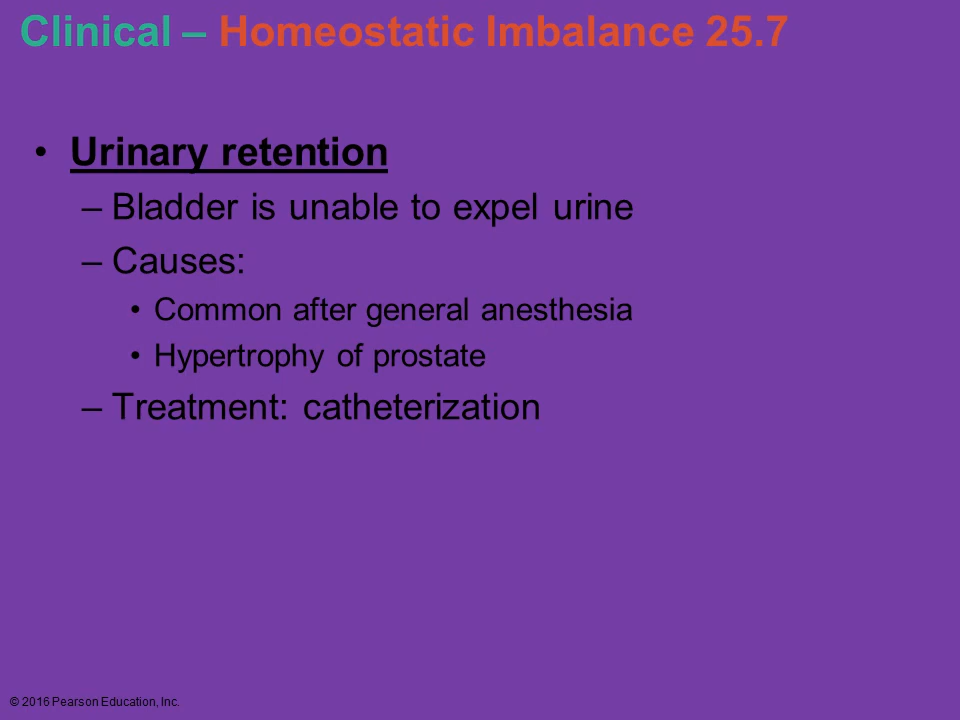 Clinical – Homeostatic Imbalance 25.7
• Urinary retention
– Bladder is unable to expel urine
– Causes:
• Common after general anesthesia
• Hypertrophy of prostate
– Treatment: catheterization
© 2016 Pearson Education, Inc.